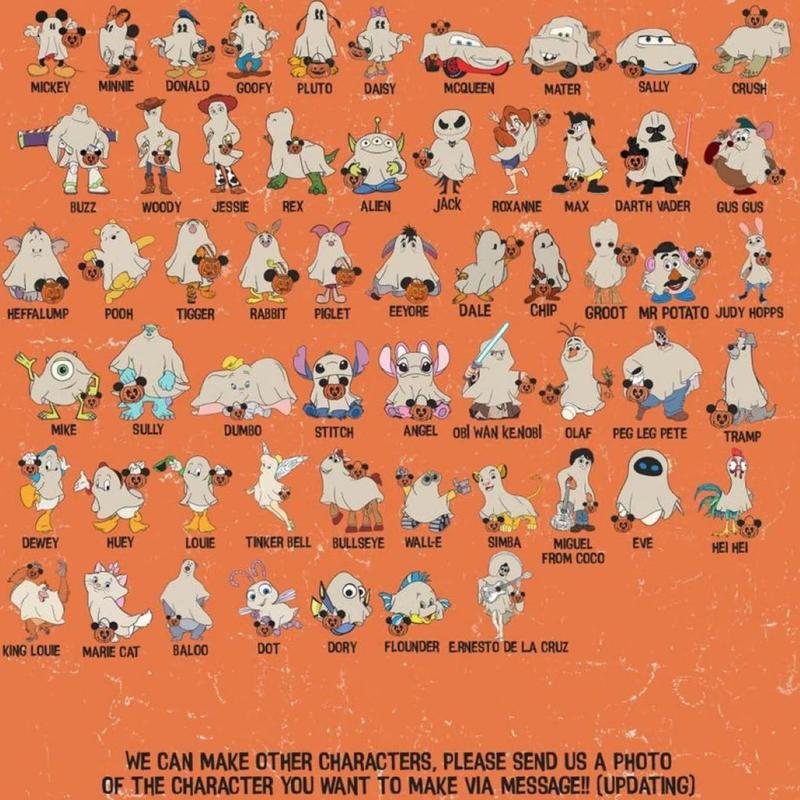 MICKEY MINNIE DONALD GOOFY PLUTO DAISY MCQUEEN MATER SALLY CRUSH
BUZZ WOODY JESSIE REX ALIEN JACK ROXANNE MAX DARTH VADER GUS GUS
HEFFALUMP POOH TIGGER RABBIT PIGLET EEYORE DALE CHIP GROOT MR POTATO JUDY HOPPS
MIKE SULLY DUMBO STITCH ANGEL OBI WAN KENOBI OLAF PEG LEG PETE TRAMP
DEWEY HUEY LOUIE TINKER BELL BULLSEYE WALL-E SIMBA MIGUEL EVE HEI HEI
FROM COCO
KING LOUIE MARIE CAT BALOO DOT DORY FLOUNDER ERNESTO DE LA CRUZ
WE CAN MAKE OTHER CHARACTERS, PLEASE SEND US A PHOTO
OF THE CHARACTER YOU WANT TO MAKE VIA MESSAGE!! (UPDATING)